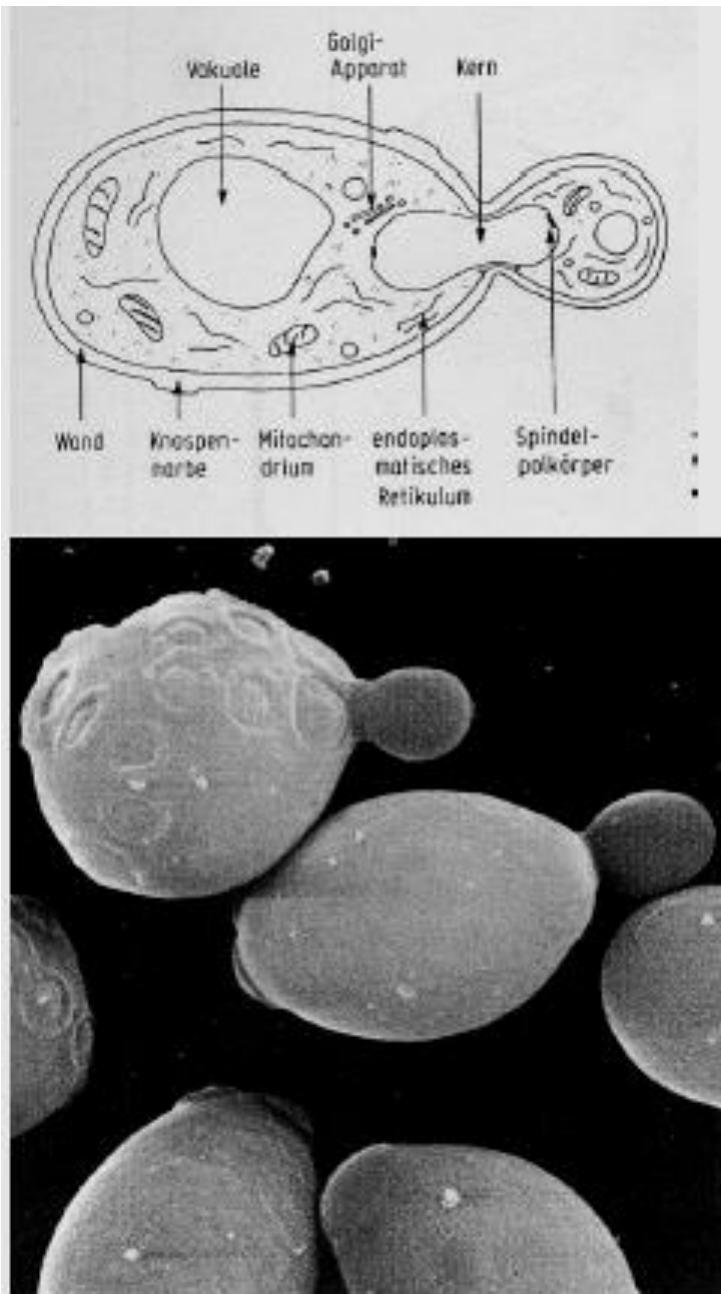 Golgi-
Vakuole Apparat Kern
Wand Knospen- Mitochon- endoplas- Spindel-
narbe drium matisches polkörper
Retikulum